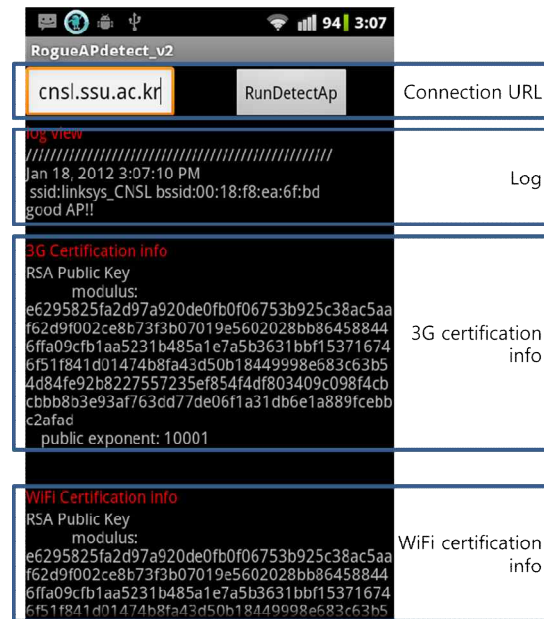 94 3:07
RogueAPdetect_v2
cnsl.ssu.ac.kr
RunDetectAp
Connection URL
log view
//////////////////////////////////////////////////
Jan 18, 2012 3:07:10 PM
ssid:linksys_CNSL bssid:00:18:f8:ea:6f:bd
good AP!!
Log
3G Certification info
RSA Public Key
modulus:
e6295825fa2d97a920de0fb0f06753b925c38ac5aa
f62d9f002ce8b73f3b07019e5602028bb86458844
6ffa09cfb1aa5231b485a1e7a5b3631bbf15371674
6f51f841d01474b8fa43d50b18449998e683c63b5
4d84fe92b8227557235ef854f4df803409c098f4cb
cbbb8b3e93af763dd77de06f1a31db6e1a889fcebb
c2afad
public exponent: 10001
3G certification
info
WiFi Certification info
RSA Public Key
modulus:
e6295825fa2d97a920de0fb0f06753b925c38ac5aa
f62d9f002ce8b73f3b07019e5602028bb86458844
6ffa09cfb1aa5231b485a1e7a5b3631bbf15371674
6f51f841d01474b8fa43d50b18449998e683c63b5
WiFi certification
info